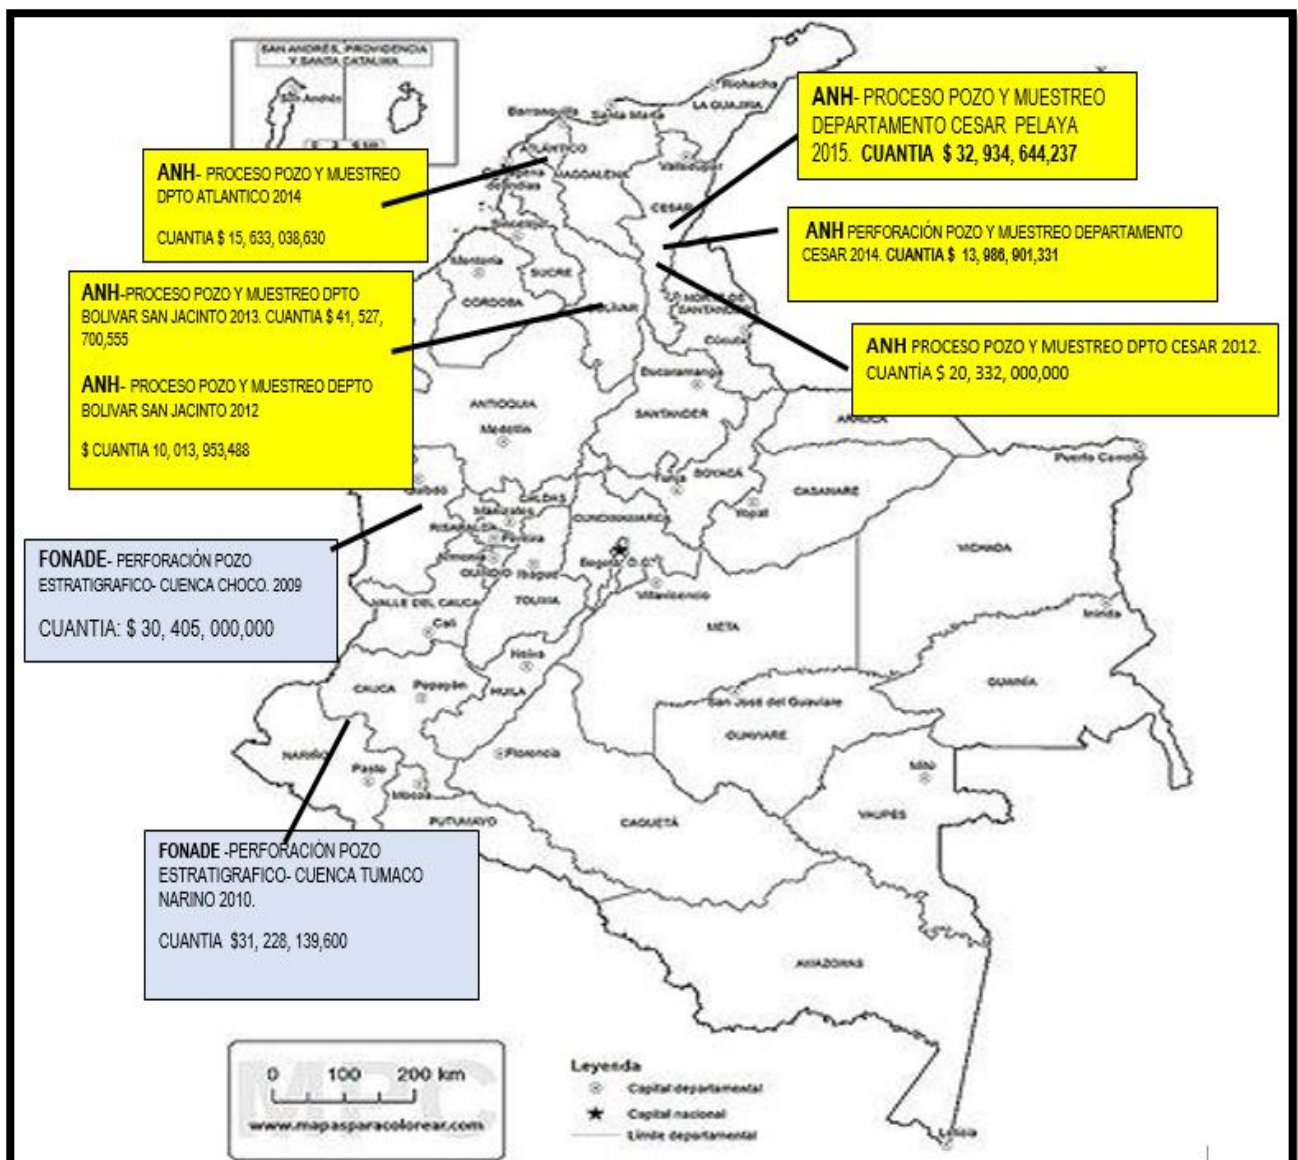 SAN ANDRÉS, PROVIDENCIA
Y SANTA CATALINA
San Andrés
Riohacha
LA GUAJIRA
Barranquilla
Santa Marta
ATLÁNTICO
MAGDALENA
Valledupar
CESAR
Sincelejo
Montería
SUCRE
CÓRDOBA
NORTE DE
SANTANDER
Cúcuta
Bucaramanga
ANTIOQUIA
Medellín
SANTANDER
ARAUCA
Puerto Carreño
BOYACÁ
Tunja
CASANARE
Yopal
CALDAS
Manizales
CUNDINAMARCA
RISARALDA
Pereira
Armenia
QUINDIO
Ibagué
Bogotá, D.C.
VICHADA
TOLIMA
Villavicencio
VALLE DEL CAUCA
Cali
META
Inírida
Neiva
CAUCA
Popayán
HUILA
GUAINÍA
San José del Guaviare
GUAVIARE
NARIÑO
Florencia
Pasto
Mocoa
Mitú
PUTUMAYO
CAQUETÁ
VAUPÉS
AMAZONAS
Leticia
ANH- PROCESO POZO Y MUESTREO
DPTO ATLANTICO 2014
CUANTIA $ 15, 633, 038,630
ANH- PROCESO POZO Y MUESTREO
DEPARTAMENTO CESAR PELAYA
2015. CUANTIA $ 32, 934, 644,237
ANH PERFORACIÓN POZO Y MUESTREO DEPARTAMENTO
CESAR 2014. CUANTIA $ 13, 986, 901,331
ANH-PROCESO POZO Y MUESTREO DPTO
BOLIVAR SAN JACINTO 2013. CUANTIA $ 41, 527,
700,555
ANH- PROCESO POZO Y MUESTREO DEPTO
BOLIVAR SAN JACINTO 2012
$ CUANTIA 10, 013, 953,488
ANH PROCESO POZO Y MUESTREO DPTO CESAR 2012.
CUANTÍA $ 20, 332, 000,000
FONADE- PERFORACIÓN POZO
ESTRATIGRAFICO- CUENCA CHOCO. 2009
CUANTIA: $ 30, 405, 000,000
FONADE -PERFORACIÓN POZO
ESTRATIGRAFICO- CUENCA TUMACO
NARINO 2010.
CUANTIA $31, 228, 139,600
MPC
0 100 200 km
www.mapasparacolorear.com
Leyenda
Capital departamental
Capital nacional
Límite departamental